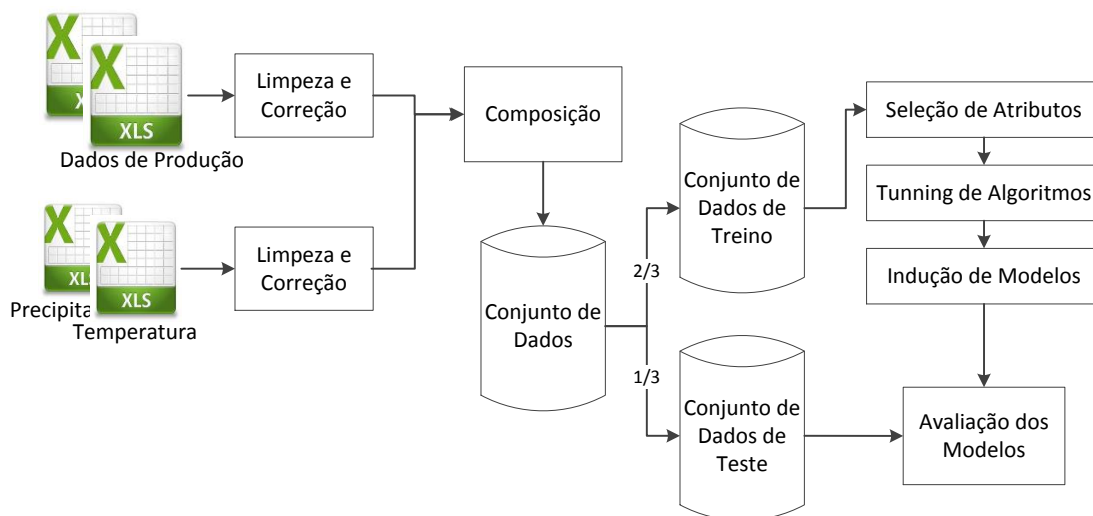 X
X
XLS
Dados de Produção
Limpeza e
Correção
Composição
X
X
XLS
Precipita
Temperatura
Limpeza e
Correção
Conjunto de
Dados
2/3
1/3
Conjunto de
Dados de
Treino
Conjunto de
Dados de
Teste
Seleção de Atributos
Tunning de Algoritmos
Indução de Modelos
Avaliação dos
Modelos